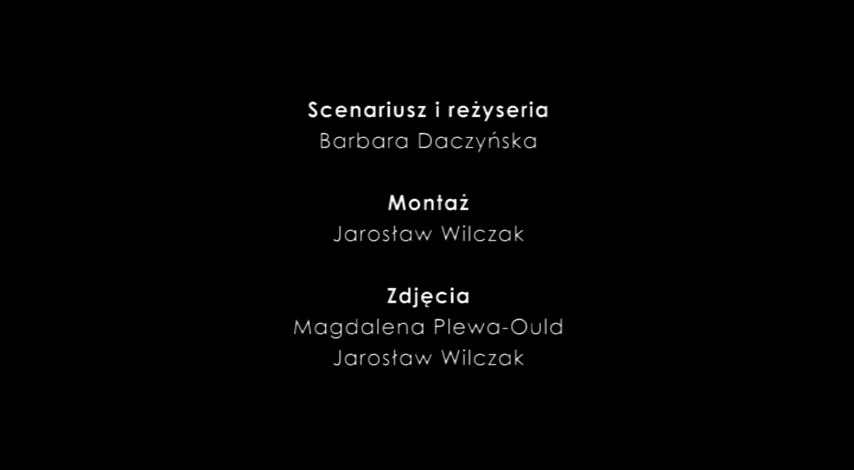 Scenariusz i reżyseria
Barbara Daczyńska
Montaż
Jarosław Wilczak
Zdjęcia
Magdalena Plewa-Ould
Jarosław Wilczak